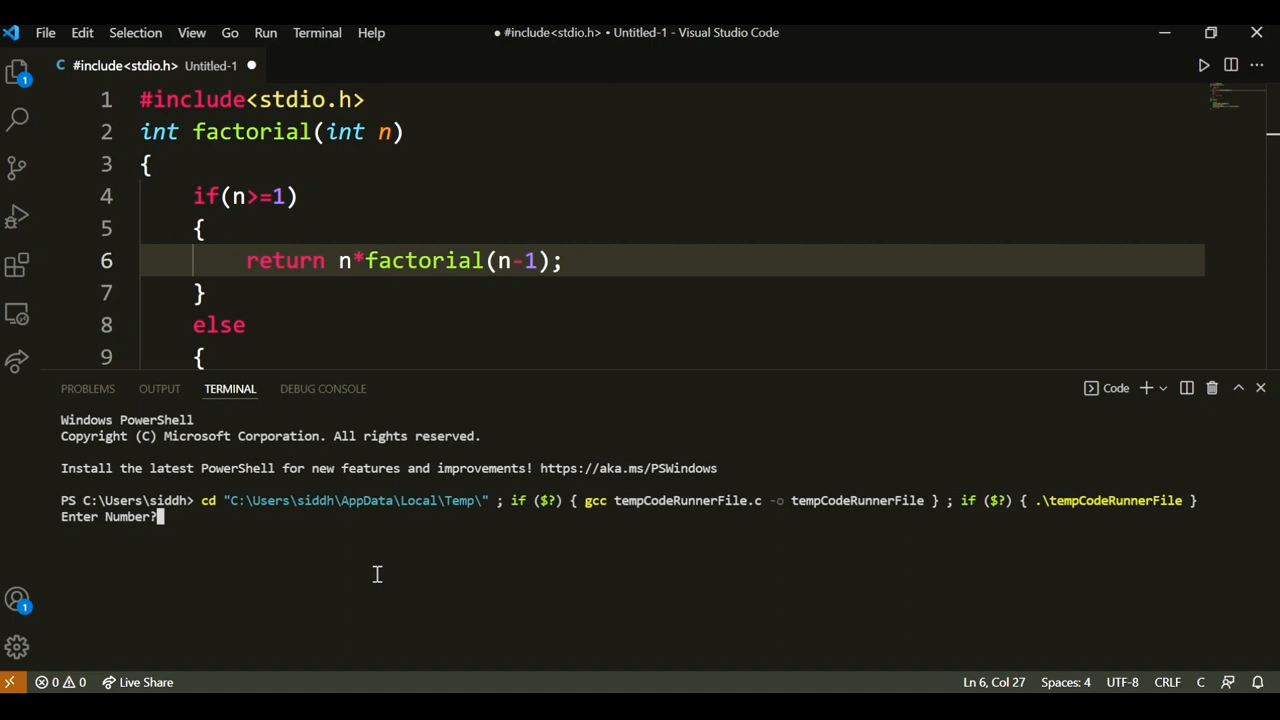 File Edit Selection View Go Run Terminal Help ● #include<stdio.h> • Untitled-1 - Visual Studio Code
C #include<stdio.h> Untitled-1 ●
1 #include<stdio.h>
2 int factorial(int n)
3 {
4 if(n>=1)
5 {
6 return n*factorial(n-1);
7 }
8 else
9 {
1
PROBLEMS OUTPUT TERMINAL DEBUG CONSOLE Code
Windows PowerShell
Copyright (C) Microsoft Corporation. All rights reserved.
Install the latest PowerShell for new features and improvements! https://aka.ms/PSWindows
PS C:\Users\siddh> cd "C:\Users\siddh\AppData\Local\Temp\" ; if ($?) { gcc tempCodeRunnerFile.c -o tempCodeRunnerFile } ; if ($?) { .\tempCodeRunnerFile }
Enter Number?
1
0 0 Live Share Ln 6, Col 27 Spaces: 4 UTF-8 CRLF C